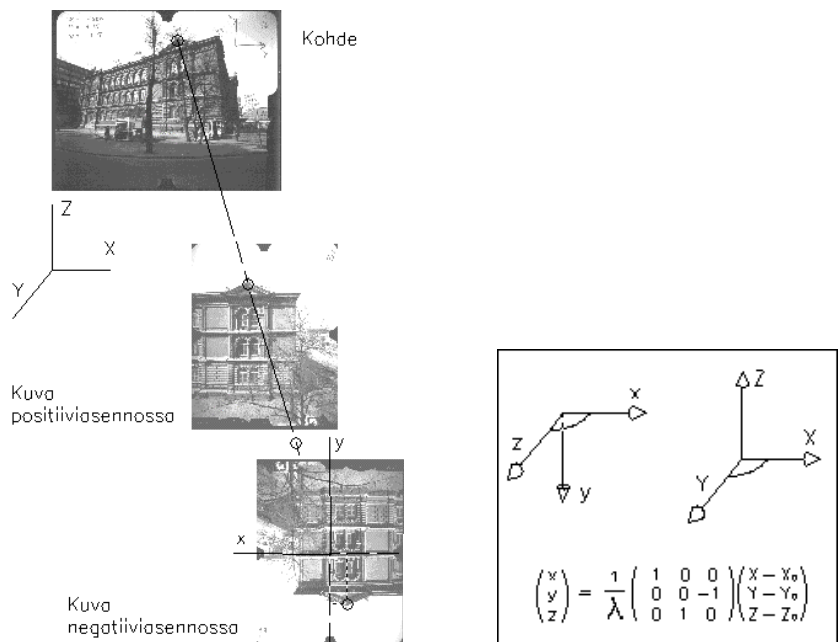 Kohde
Z
X
Y
Kuva
positiiviasennossa
y
x
Kuva
negatiiviasennossa
x
z
y
Z
X
Y
(x y z) = 1/λ (1 0 0, 0 0 −1, 0 1 0) (X − X₀, Y − Y₀, Z − Z₀)